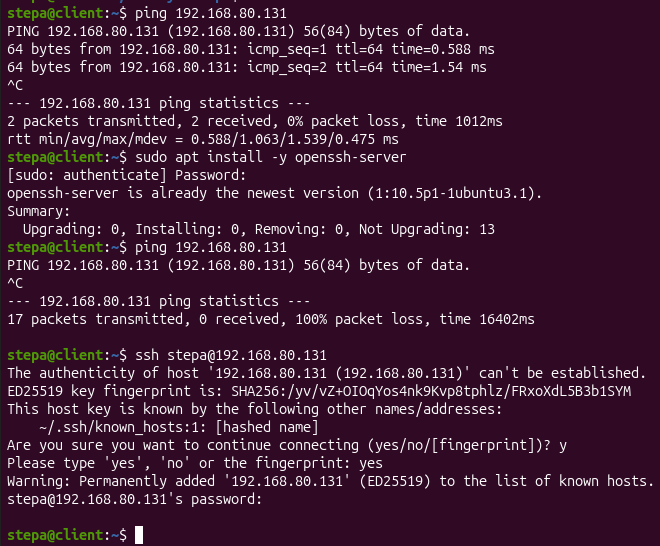 stepa@client:~$ ping 192.168.80.131
PING 192.168.80.131 (192.168.80.131) 56(84) bytes of data.
64 bytes from 192.168.80.131: icmp_seq=1 ttl=64 time=0.588 ms
64 bytes from 192.168.80.131: icmp_seq=2 ttl=64 time=1.54 ms
^C
--- 192.168.80.131 ping statistics ---
2 packets transmitted, 2 received, 0% packet loss, time 1012ms
rtt min/avg/max/mdev = 0.588/1.063/1.539/0.475 ms
stepa@client:~$ sudo apt install -y openssh-server
[sudo: authenticate] Password:
openssh-server is already the newest version (1:10.5p1-1ubuntu3.1).
Summary:
  Upgrading: 0, Installing: 0, Removing: 0, Not Upgrading: 13
stepa@client:~$ ping 192.168.80.131
PING 192.168.80.131 (192.168.80.131) 56(84) bytes of data.
^C
--- 192.168.80.131 ping statistics ---
17 packets transmitted, 0 received, 100% packet loss, time 16402ms
stepa@client:~$ ssh stepa@192.168.80.131
The authenticity of host '192.168.80.131 (192.168.80.131)' can't be established.
ED25519 key fingerprint is: SHA256:/yv/vZ+OIOqYos4nk9Kvp8tphlz/FRxoXdL5B3b1SYM
This host key is known by the following other names/addresses:
    ~/.ssh/known_hosts:1: [hashed name]
Are you sure you want to continue connecting (yes/no/[fingerprint])? y
Please type 'yes', 'no' or the fingerprint: yes
Warning: Permanently added '192.168.80.131' (ED25519) to the list of known hosts.
stepa@192.168.80.131's password:
stepa@client:~$